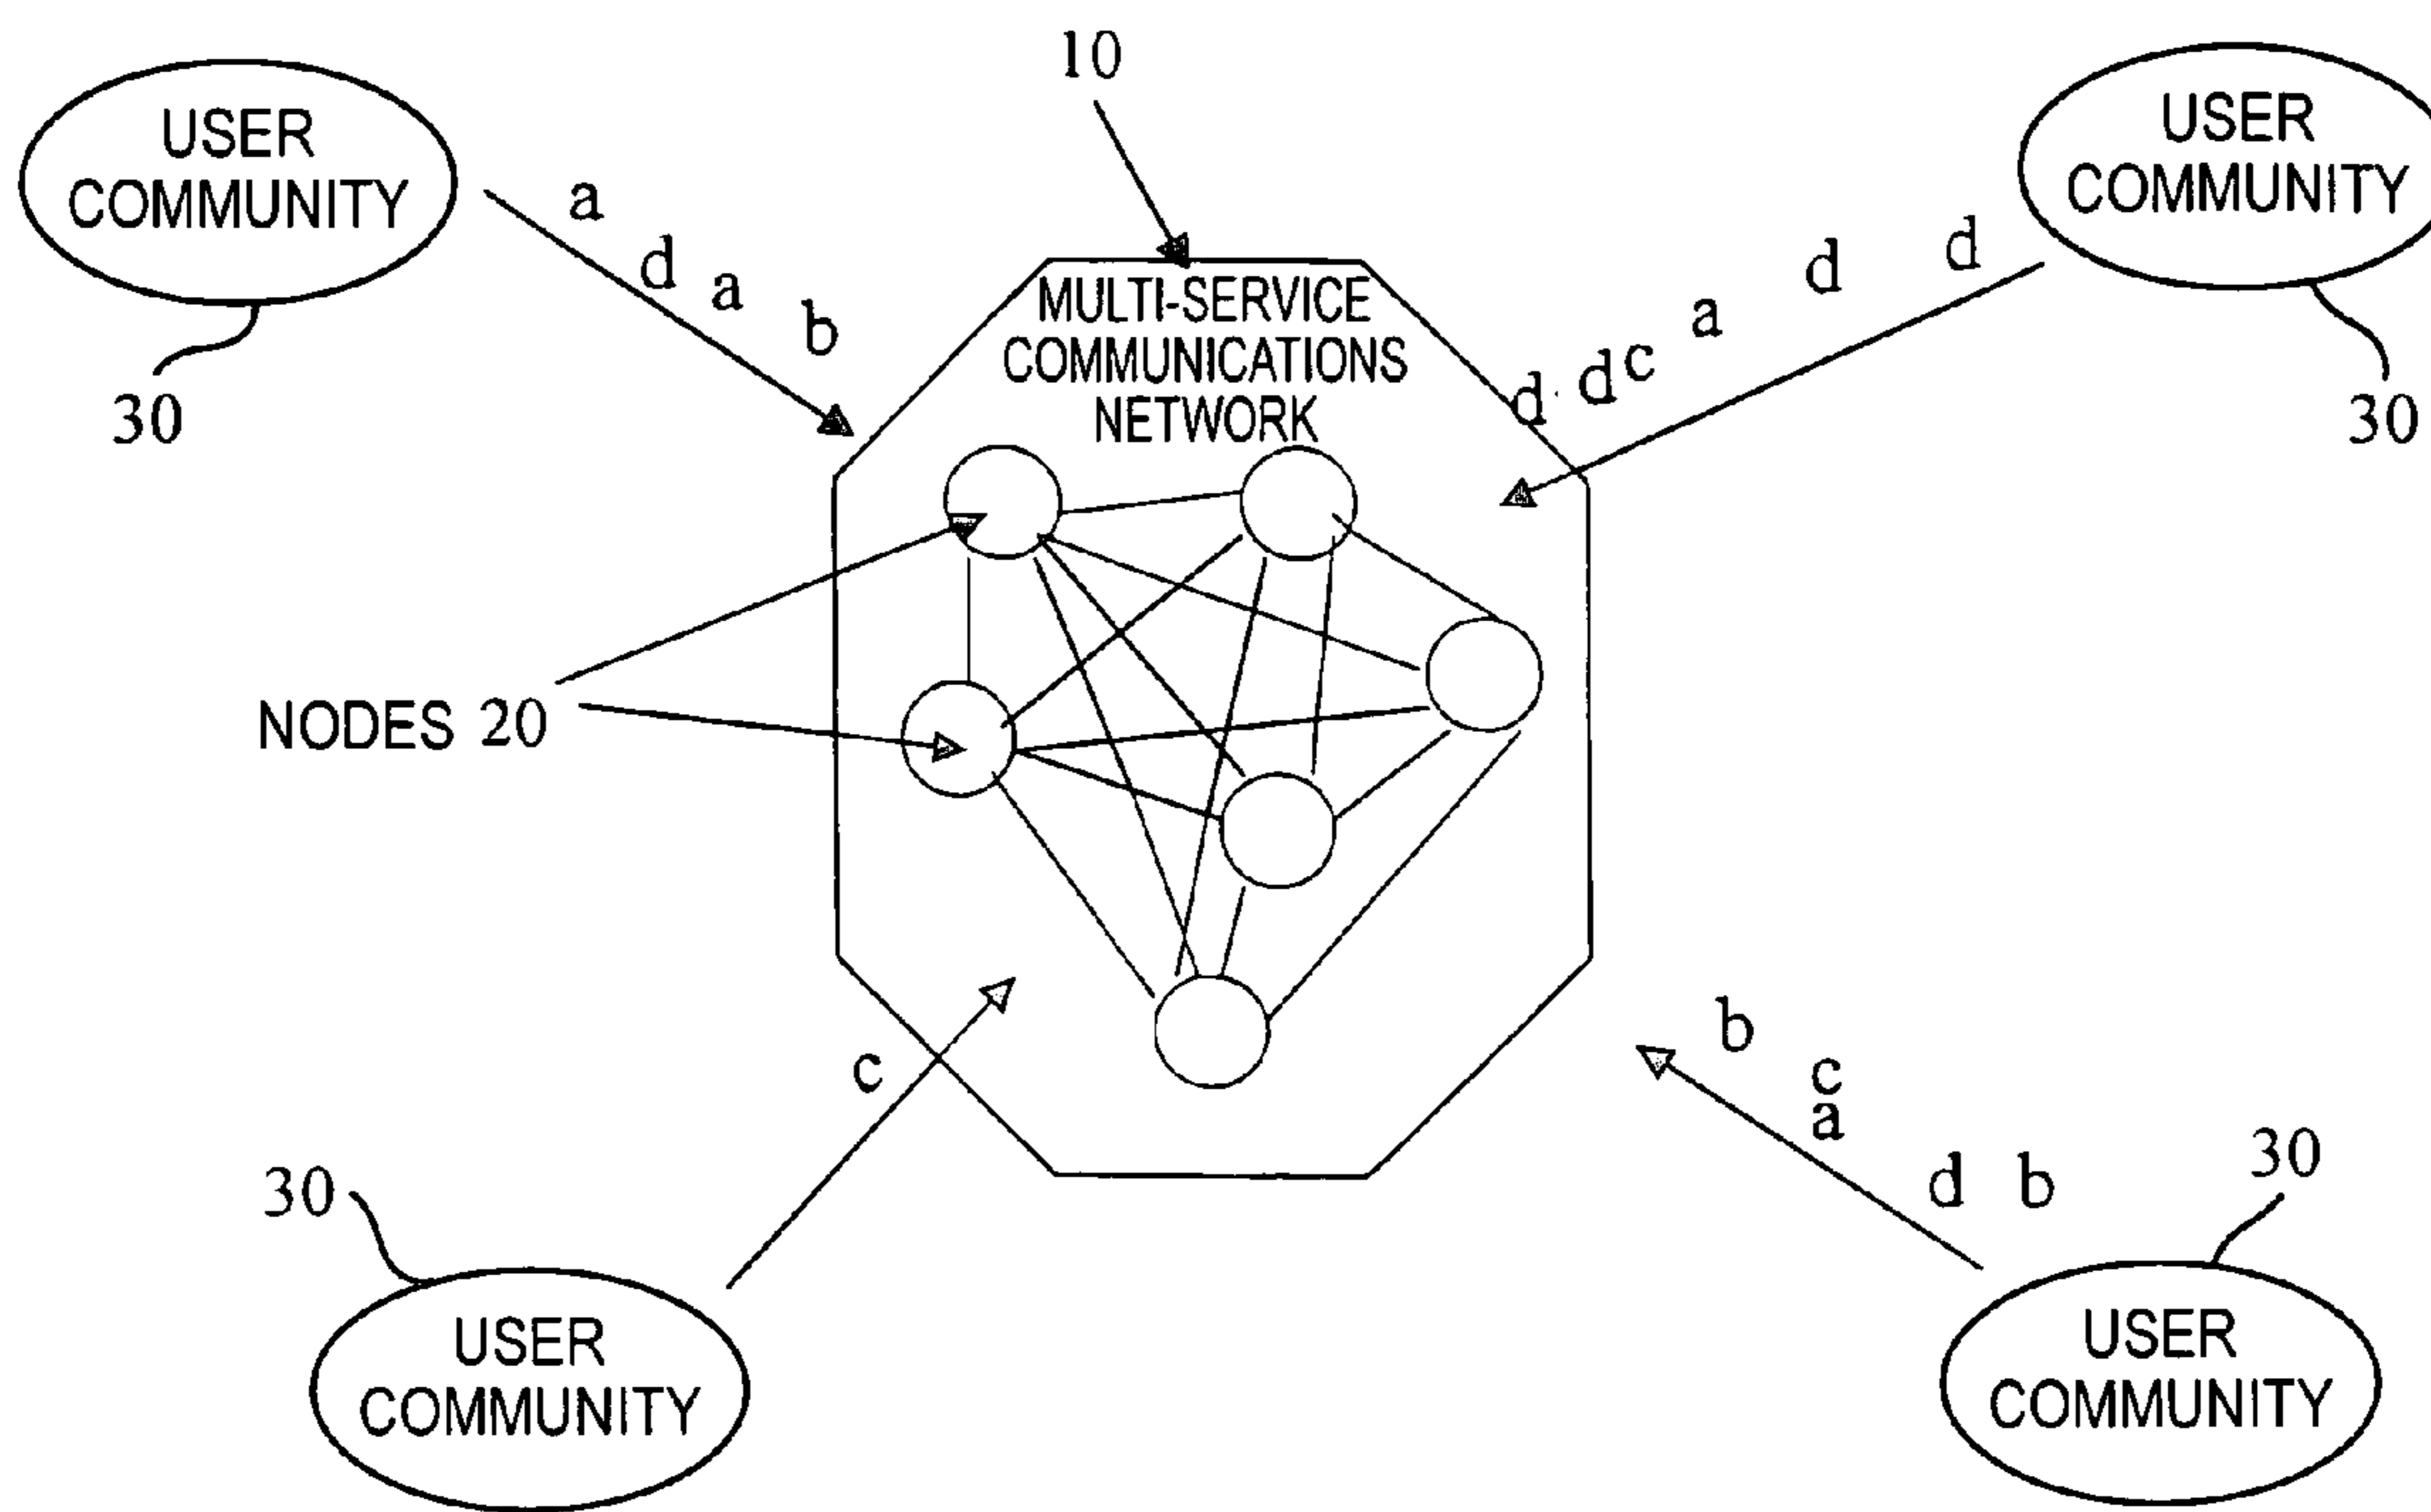 10
USER
COMMUNITY
30
a
d
a
b
USER
COMMUNITY
30
d
d
a
c
d
d
MULTI-SERVICE
COMMUNICATIONS
NETWORK
NODES 20
c
30
USER
COMMUNITY
b
c
a
d
b
30
USER
COMMUNITY